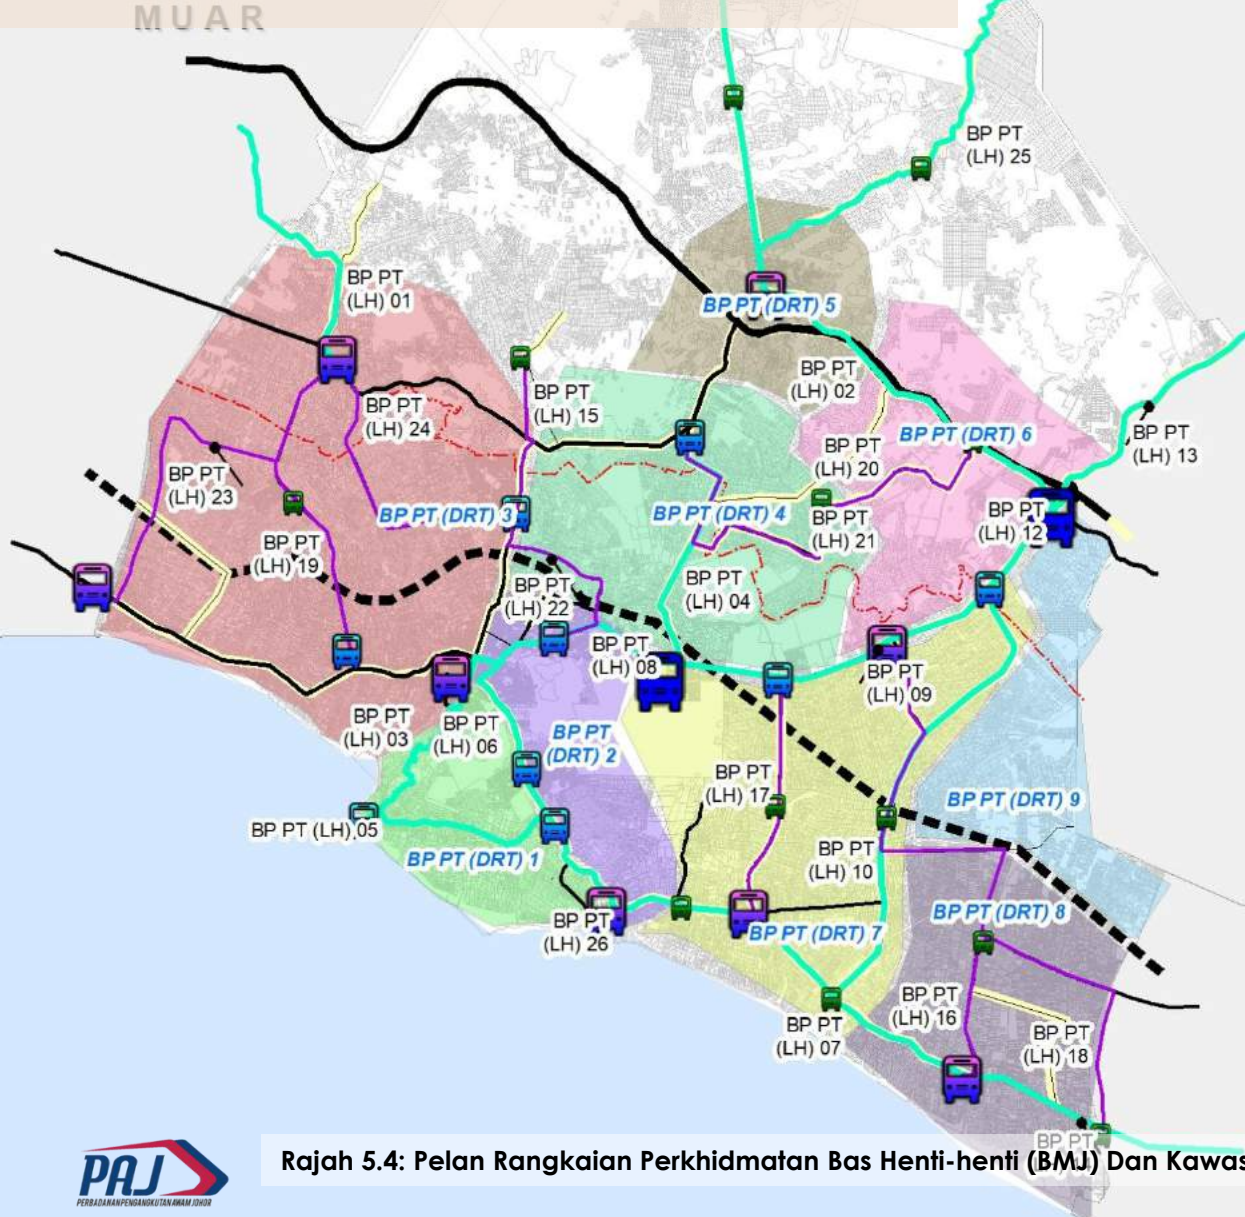 MUAR
BP PT
(LH) 25
BP PT
(LH) 01
BP PT (DRT) 5
BP PT
(LH) 02
BP PT
(LH) 15
BP PT
(LH) 24
BP PT (DRT) 6
BP PT
(LH) 13
BP PT
(LH) 20
BP PT
(LH) 23
BP PT (DRT) 3
BP PT (DRT) 4
BP PT
(LH) 21
BP PT
(LH) 12
BP PT
(LH) 19
BP PT
(LH) 22
BP PT
(LH) 04
BP PT
(LH) 08
BP PT
(LH) 09
BP PT
(LH) 03
BP PT
(LH) 06
BP PT
(DRT) 2
BP PT
(LH) 17
BP PT (DRT) 9
BP PT (LH) 05
BP PT (DRT) 1
BP PT
(LH) 10
BP PT (DRT) 8
BP PT
(LH) 26
BP PT (DRT) 7
BP PT
(LH) 16
BP PT
(LH) 07
BP PT
(LH) 18
BP PT
PAJ
PERBADANAN PENGANGKUTAN AWAM JOHOR
Rajah 5.4: Pelan Rangkaian Perkhidmatan Bas Henti-henti (BMJ) Dan Kawas